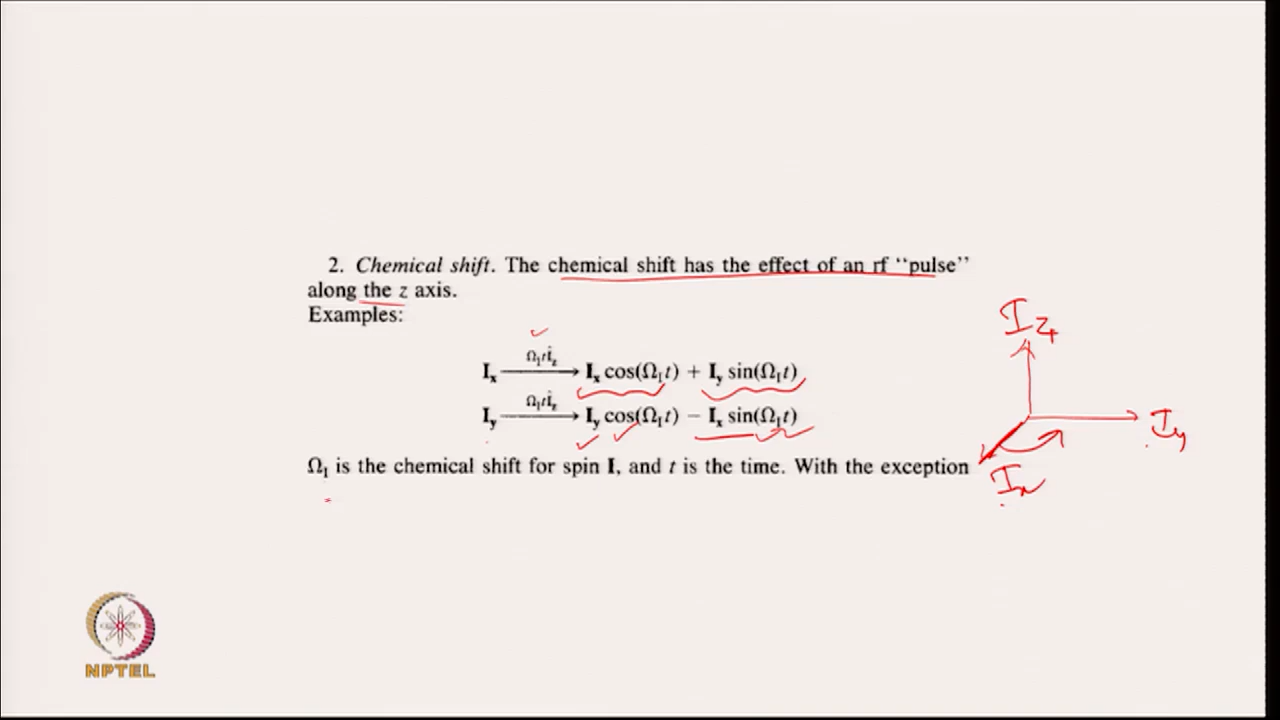 2. Chemical shift. The chemical shift has the effect of an rf “pulse”
along the z axis.
Examples:
Ω_I t Î_z
I_x ⟶ I_x cos(Ω_I t) + I_y sin(Ω_I t)
Ω_I t Î_z
I_y ⟶ I_y cos(Ω_I t) − I_x sin(Ω_I t)
Ω_I is the chemical shift for spin I, and t is the time. With the exception
I_z
I_y
I_x
NPTEL